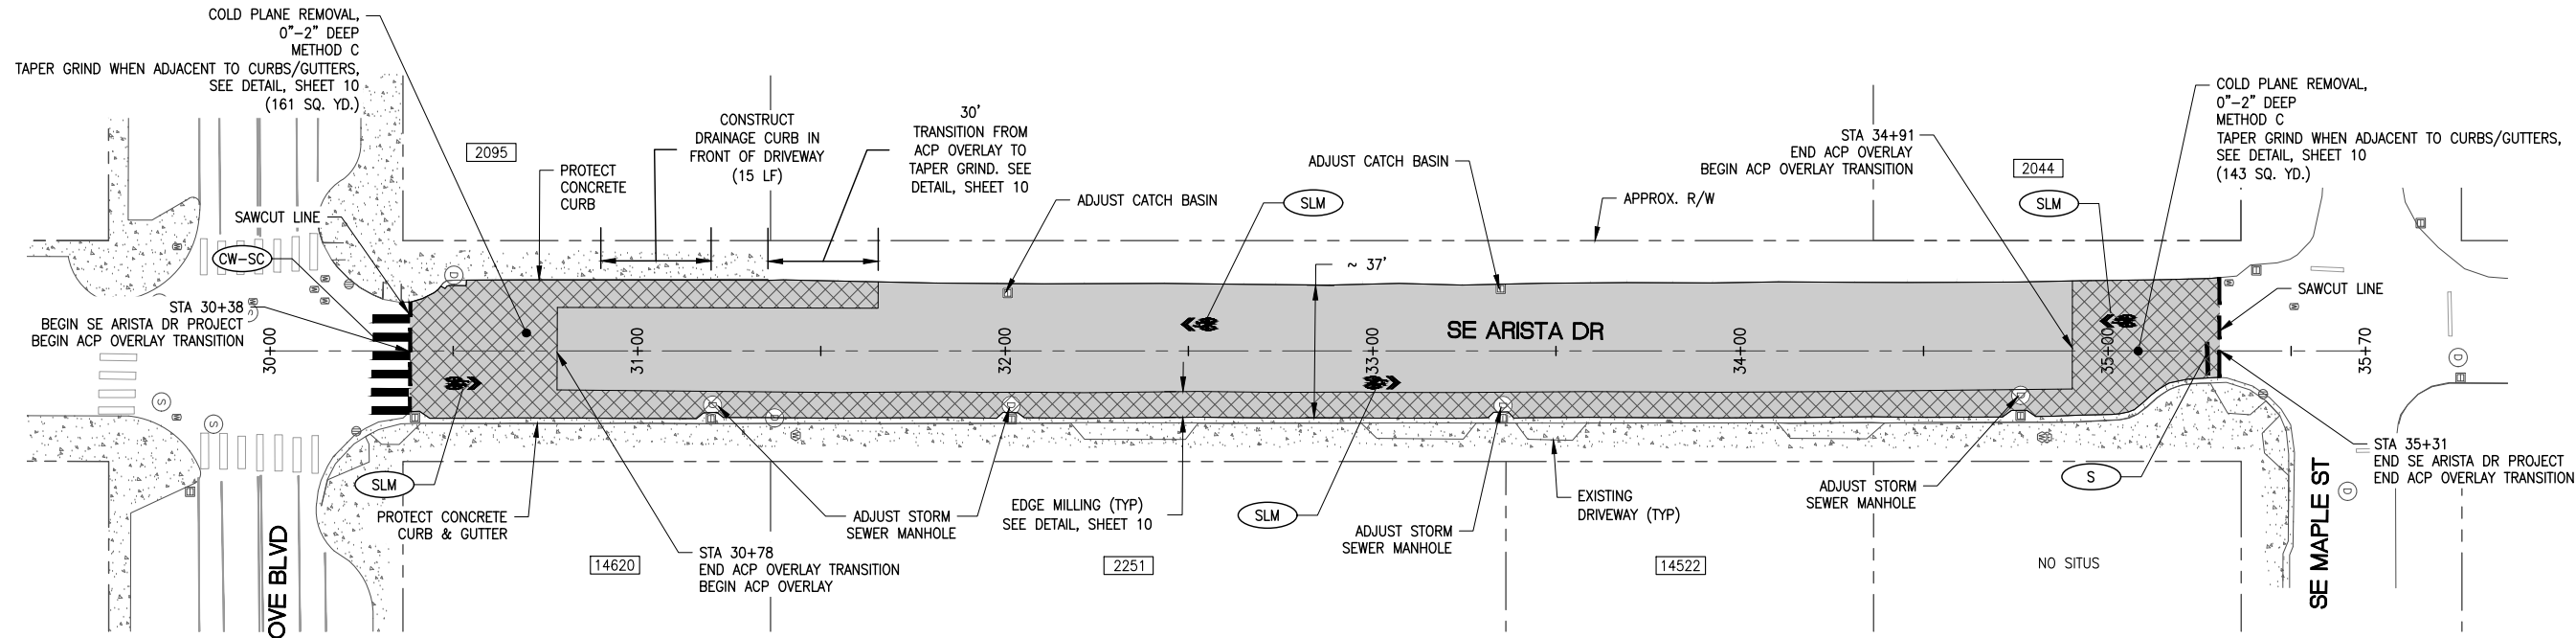 COLD PLANE REMOVAL,
0"-2" DEEP
METHOD C
TAPER GRIND WHEN ADJACENT TO CURBS/GUTTERS,
SEE DETAIL, SHEET 10
(161 SQ. YD.)
2095
PROTECT
CONCRETE
CURB
CONSTRUCT
DRAINAGE CURB IN
FRONT OF DRIVEWAY
(15 LF)
30'
TRANSITION FROM
ACP OVERLAY TO
TAPER GRIND. SEE
DETAIL, SHEET 10
ADJUST CATCH BASIN
SLM
ADJUST CATCH BASIN
APPROX. R/W
STA 34+91
END ACP OVERLAY
BEGIN ACP OVERLAY TRANSITION
2044
SLM
COLD PLANE REMOVAL,
0"-2" DEEP
METHOD C
TAPER GRIND WHEN ADJACENT TO CURBS/GUTTERS,
SEE DETAIL, SHEET 10
(143 SQ. YD.)
SAWCUT LINE
CW-SC
STA 30+38
BEGIN SE ARISTA DR PROJECT
BEGIN ACP OVERLAY TRANSITION
~ 37'
SE ARISTA DR
SAWCUT LINE
30+00
31+00
32+00
33+00
34+00
35+00
35+70
D
D
D
D
D
D
D
D
D
S
S
S
SLM
PROTECT CONCRETE
CURB & GUTTER
STA 30+78
END ACP OVERLAY TRANSITION
BEGIN ACP OVERLAY
ADJUST STORM
SEWER MANHOLE
EDGE MILLING (TYP)
SEE DETAIL, SHEET 10
SLM
ADJUST STORM
SEWER MANHOLE
EXISTING
DRIVEWAY (TYP)
ADJUST STORM
SEWER MANHOLE
S
STA 35+31
END SE ARISTA DR PROJECT
END ACP OVERLAY TRANSITION
14620
2251
14522
NO SITUS
OVE BLVD
SE MAPLE ST